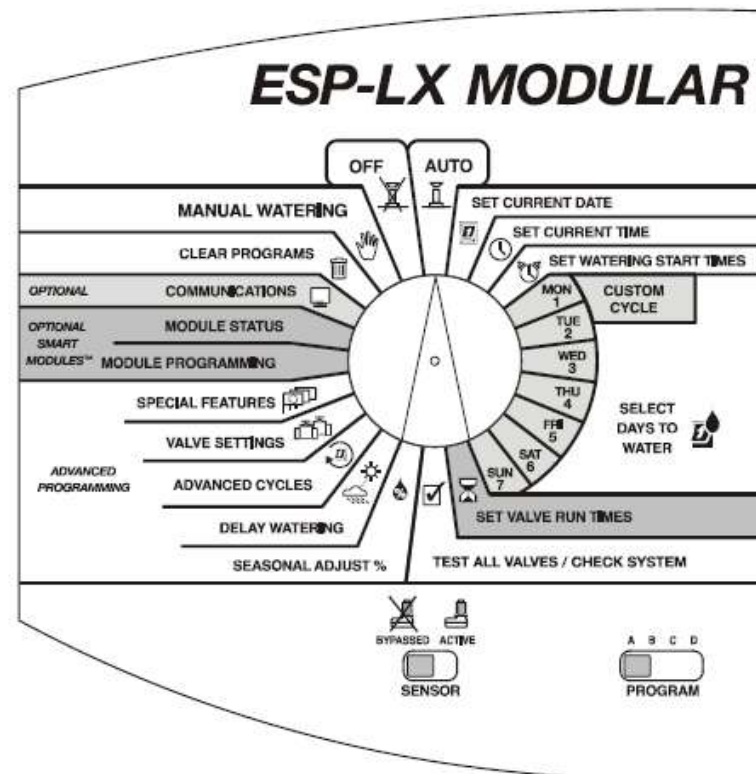 ESP-LX MODULAR
OFF
AUTO
MANUAL WATERING
CLEAR PROGRAMS
OPTIONAL
COMMUNICATIONS
OPTIONAL
SMART
MODULES™
MODULE STATUS
MODULE PROGRAMMING
SPECIAL FEATURES
VALVE SETTINGS
ADVANCED
PROGRAMMING
ADVANCED CYCLES
DELAY WATERING
SEASONAL ADJUST %
SET CURRENT DATE
SET CURRENT TIME
SET WATERING START TIMES
CUSTOM
CYCLE
MON
1
TUE
2
WED
3
THU
4
FRI
5
SAT
6
SUN
7
SELECT
DAYS TO
WATER
SET VALVE RUN TIMES
TEST ALL VALVES / CHECK SYSTEM
BYPASSED ACTIVE
SENSOR
A B C D
PROGRAM